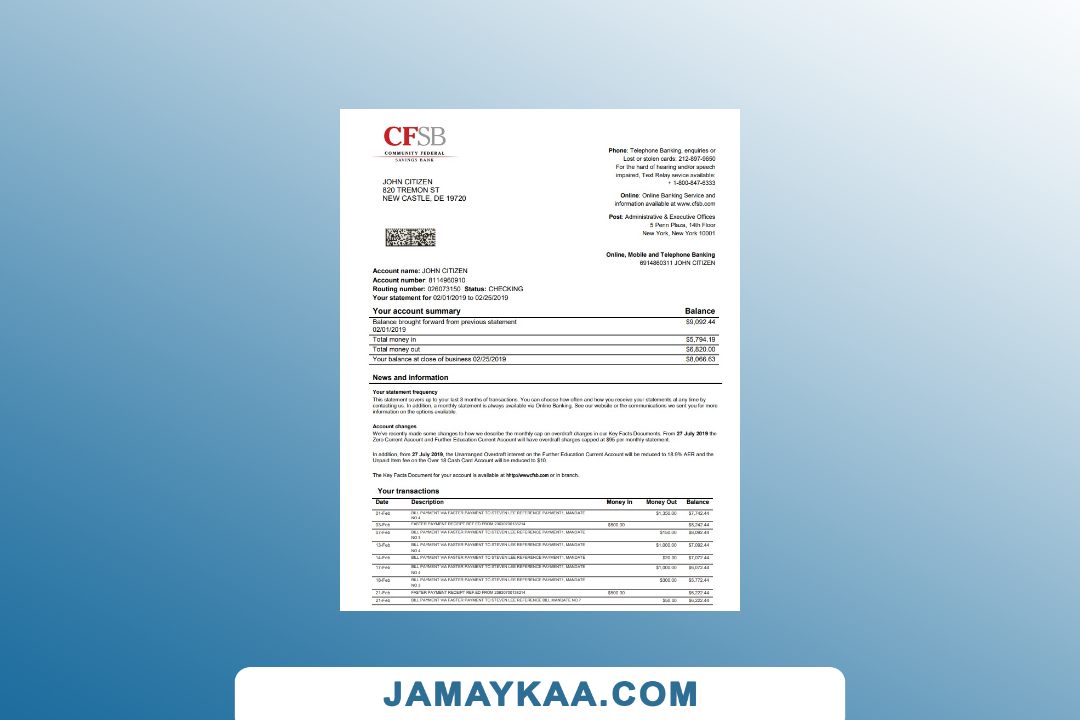 CFSB
COMMUNITY FEDERAL
SAVINGS BANK
JOHN CITIZEN
820 TREMON ST
NEW CASTLE, DE 19720
Phone: Telephone Banking, enquiries or
Lost or stolen cards: 212-897-9650
For the hard of hearing and/or speech
impaired, Text Relay service available:
+ 1-800-847-6333
Online: Online Banking Service and
information available at www.cfsb.com
Post: Administrative & Executive Offices
5 Penn Plaza, 14th Floor
New York, New York 10001
Online, Mobile and Telephone Banking
6914860311 JOHN CITIZEN
Account name: JOHN CITIZEN
Account number: 8114960910
Routing number: 026073150 Status: CHECKING
Your statement for 02/01/2019 to 02/25/2019
Your account summary Balance
Balance brought forward from previous statement $9,092.44
02/01/2019
Total money in $5,794.19
Total money out $6,820.00
Your balance at close of business 02/25/2019 $8,066.63
News and information
Your statement frequency
This statement covers up to your last 3 months of transactions. You can choose how often and how you receive your statements at any time by
contacting us. In addition, a monthly statement is always available via Online Banking. See our website or the communications we sent you for more
information on the options available.
Account changes
We've recently made some changes to how we describe the monthly cap on overdraft charges in our Key Facts Documents. From 27 July 2019 the
Zero Current Account and Further Education Current Account will have overdraft charges capped at $95 per monthly statement.
In addition, from 27 July 2019, the Unarranged Overdraft interest on the Further Education Current Account will be reduced to 18.9% AER and the
Unpaid Item fee on the Over 18 Cash Card Account will be reduced to $10.
The Key Facts Document for your account is available at http://www.cfsb.com or in branch.
Your transactions
Date Description Money In Money Out Balance
01-Feb BILL PAYMENT VIA FASTER PAYMENT TO STEVEN LEE REFERENCE PAYMENT1, MANDATE $1,350.00 $7,742.44
NO 4
03-Feb FASTER PAYMENT RECEIPT REF.ED FROM $500.00 $8,242.44
07-Feb BILL PAYMENT VIA FASTER PAYMENT TO STEVEN LEE REFERENCE PAYMENT1, MANDATE $150.00 $8,092.44
13-Feb BILL PAYMENT VIA FASTER PAYMENT TO STEVEN LEE REFERENCE PAYMENT1, MANDATE $1,000.00 $7,092.44
NO 4
14-Feb BILL PAYMENT VIA FASTER PAYMENT TO STEVEN LEE REFERENCE PAYMENT1, MANDATE $20.00 $7,072.44
17-Feb BILL PAYMENT VIA FASTER PAYMENT TO STEVEN LEE REFERENCE PAYMENT1, MANDATE $1,000.00 $6,072.44
NO 4
18-Feb BILL PAYMENT VIA FASTER PAYMENT TO STEVEN LEE REFERENCE PAYMENT1, MANDATE $300.00 $5,772.44
21-Feb FASTER PAYMENT RECEIPT REF.ED FROM $500.00 $6,272.44
21-Feb BILL PAYMENT VIA FASTER PAYMENT TO STEVEN LEE REFERENCE BILL, MANDATE NO 7 $50.00 $6,222.44
JAMAYKAA.COM